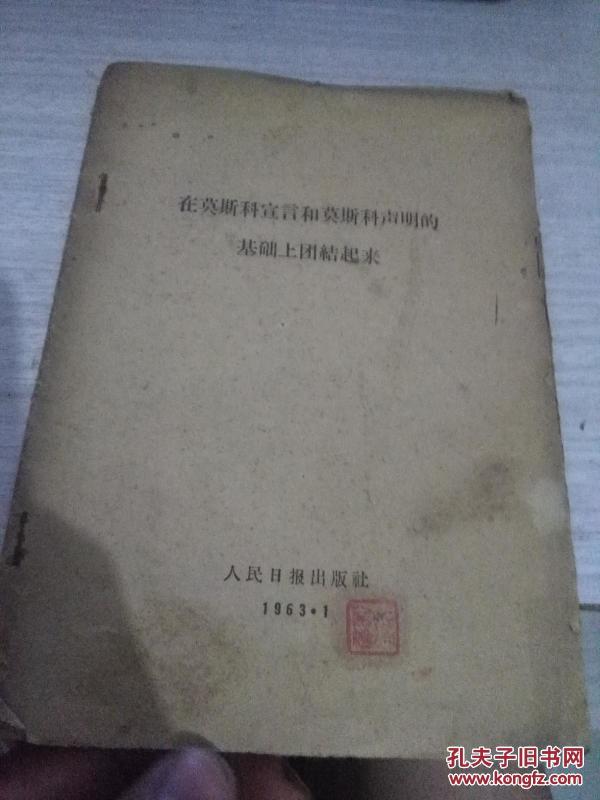 在莫斯科宣言和莫斯科声明的
基础上团結起来
人民日报出版社
1963·1
孔夫子旧书网
www.kongfz.com